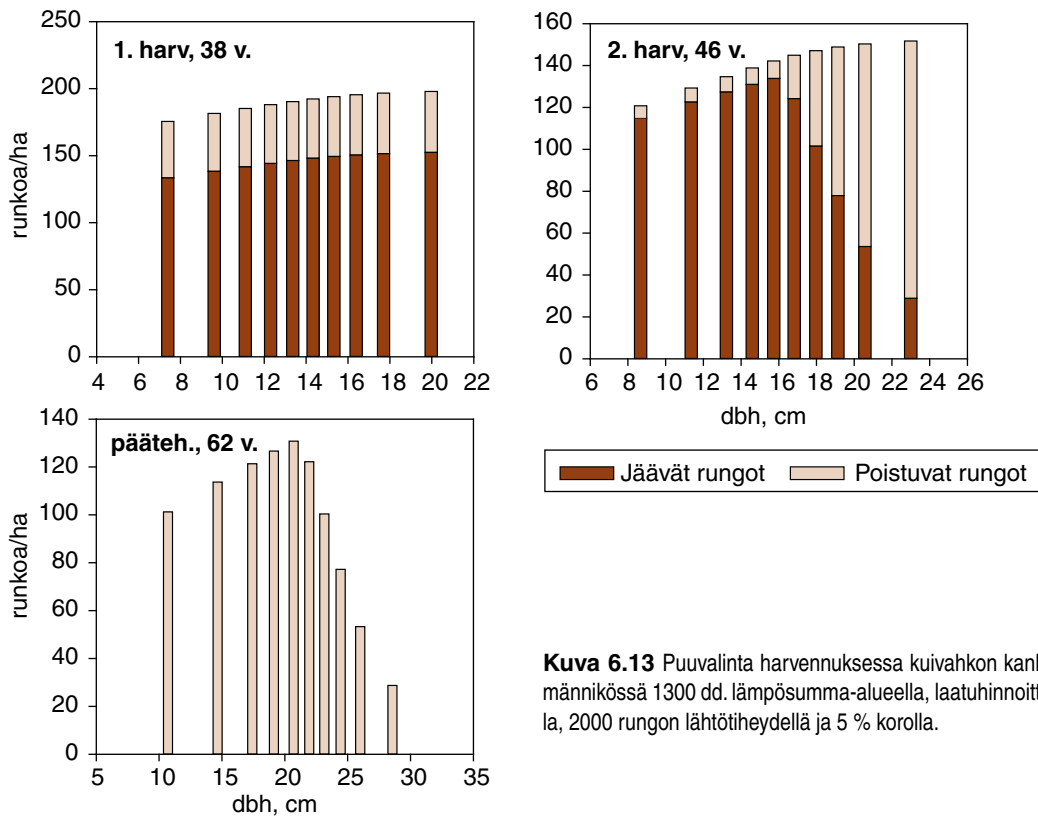 1. harv, 38 v.
runkoa/ha
250
200
150
100
50
0
4 6 8 10 12 14 16 18 20 22
2. harv, 46 v.
160
140
120
100
80
60
40
20
0
6 8 10 12 14 16 18 20 22 24 26
dbh, cm
Jäävät rungot Poistuvat rungot
pääteh., 62 v.
runkoa/ha
140
120
100
80
60
40
20
0
5 10 15 20 25 30 35
dbh, cm
Kuva 6.13 Puuvalinta harvennuksessa kuivahkon
männikössä 1300 dd. lämpösumma-alueella,
la, 2000 rungon lähtötiheydellä ja 5 % korolla.